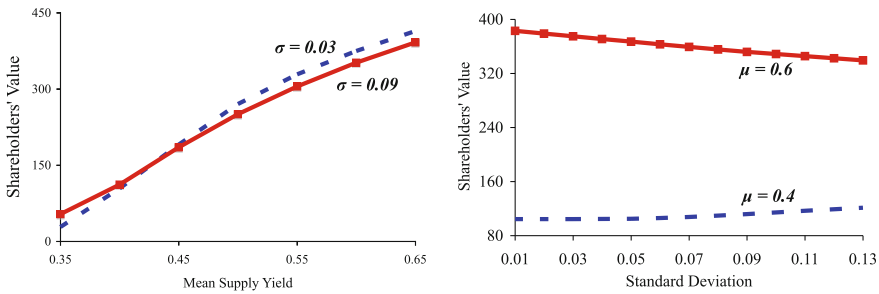 450
300
150
0
Shareholders' Value
σ = 0.03
σ = 0.09
0.35
0.45
0.55
0.65
Mean Supply Yield
400
320
240
160
80
Shareholders' Value
μ = 0.6
μ = 0.4
0.01
0.03
0.05
0.07
0.09
0.11
0.13
Standard Deviation